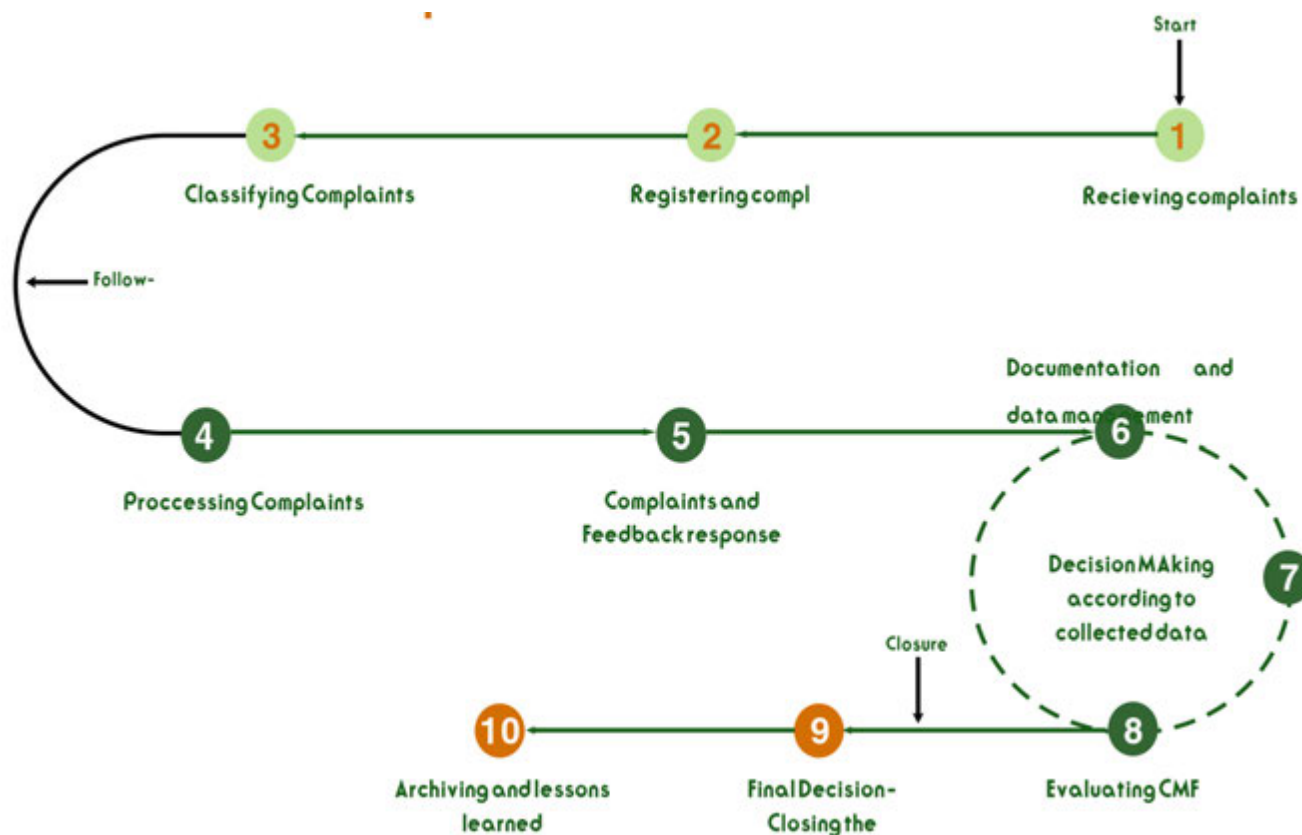 Start
1
Recieving complaints
2
Registering compl
3
Classifying Complaints
Follow-
4
Proccessing Complaints
5
Complaints and
Feedback response
Documentation and
data management
6
7
Decision MAking
according to
collected data
8
Evaluating CMF
Closure
9
Final Decision-
Closing the
10
Archiving and lessons
learned